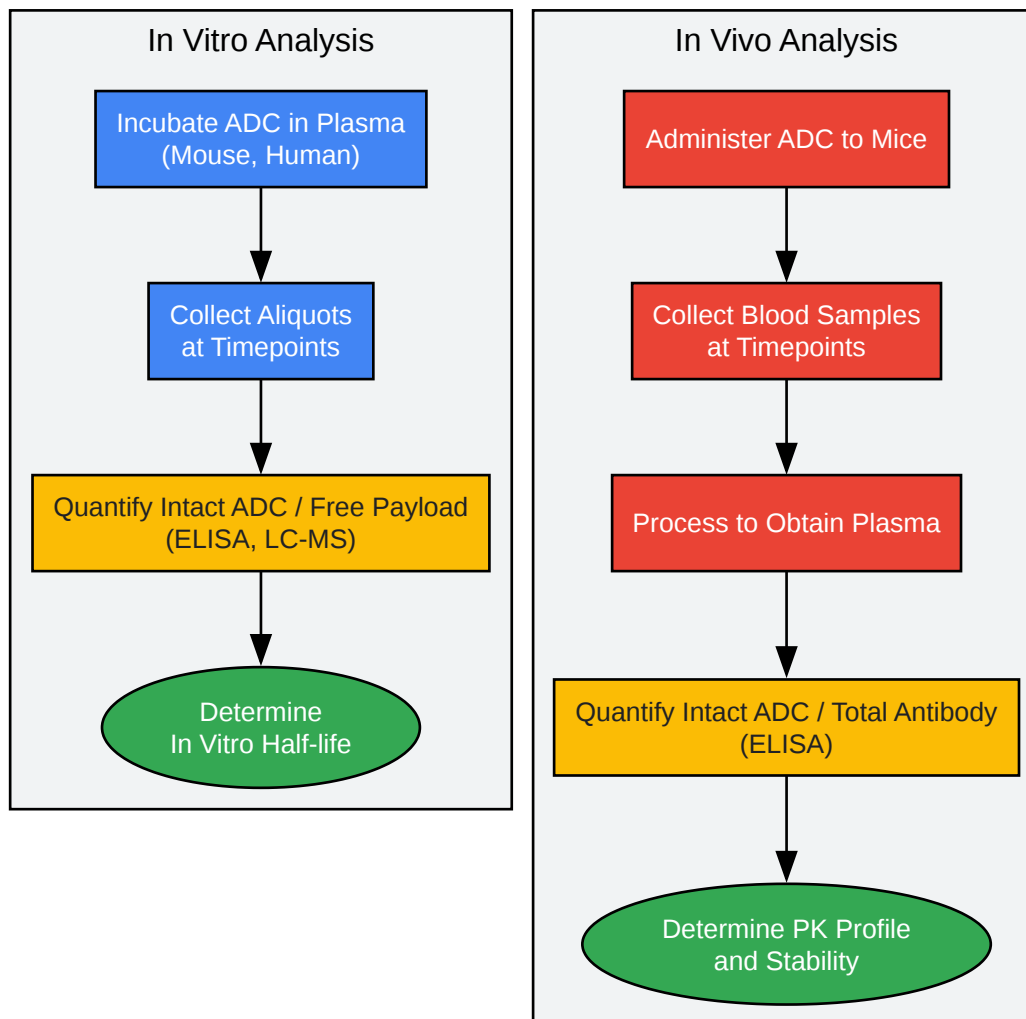 In Vitro Analysis
Incubate ADC in Plasma
(Mouse, Human)
Collect Aliquots
at Timepoints
Quantify Intact ADC / Free Payload
(ELISA, LC-MS)
Determine
In Vitro Half-life
In Vivo Analysis
Administer ADC to Mice
Collect Blood Samples
at Timepoints
Process to Obtain Plasma
Quantify Intact ADC / Total Antibody
(ELISA)
Determine PK Profile
and Stability